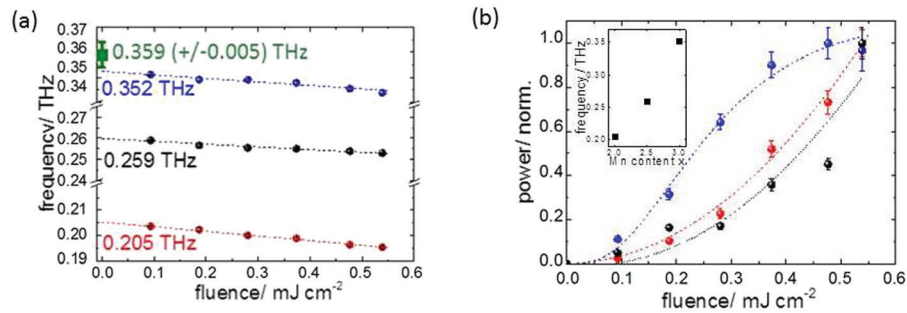 (a)
0.37
0.36
0.35
0.34
0.26
0.25
0.24
0.21
0.20
0.19
frequency/ THz
0.359 (+/-0.005) THz
0.352 THz
0.259 THz
0.205 THz
0.0 0.1 0.2 0.3 0.4 0.5 0.6
fluence/ mJ cm-2
(b)
1.0
0.8
0.6
0.4
0.2
0.0
power/ norm.
0.35
0.30
0.25
0.20
frequency / THz
2.0 2.5 3.0
Mn content x
0.0 0.1 0.2 0.3 0.4 0.5 0.6
fluence/ mJ cm-2